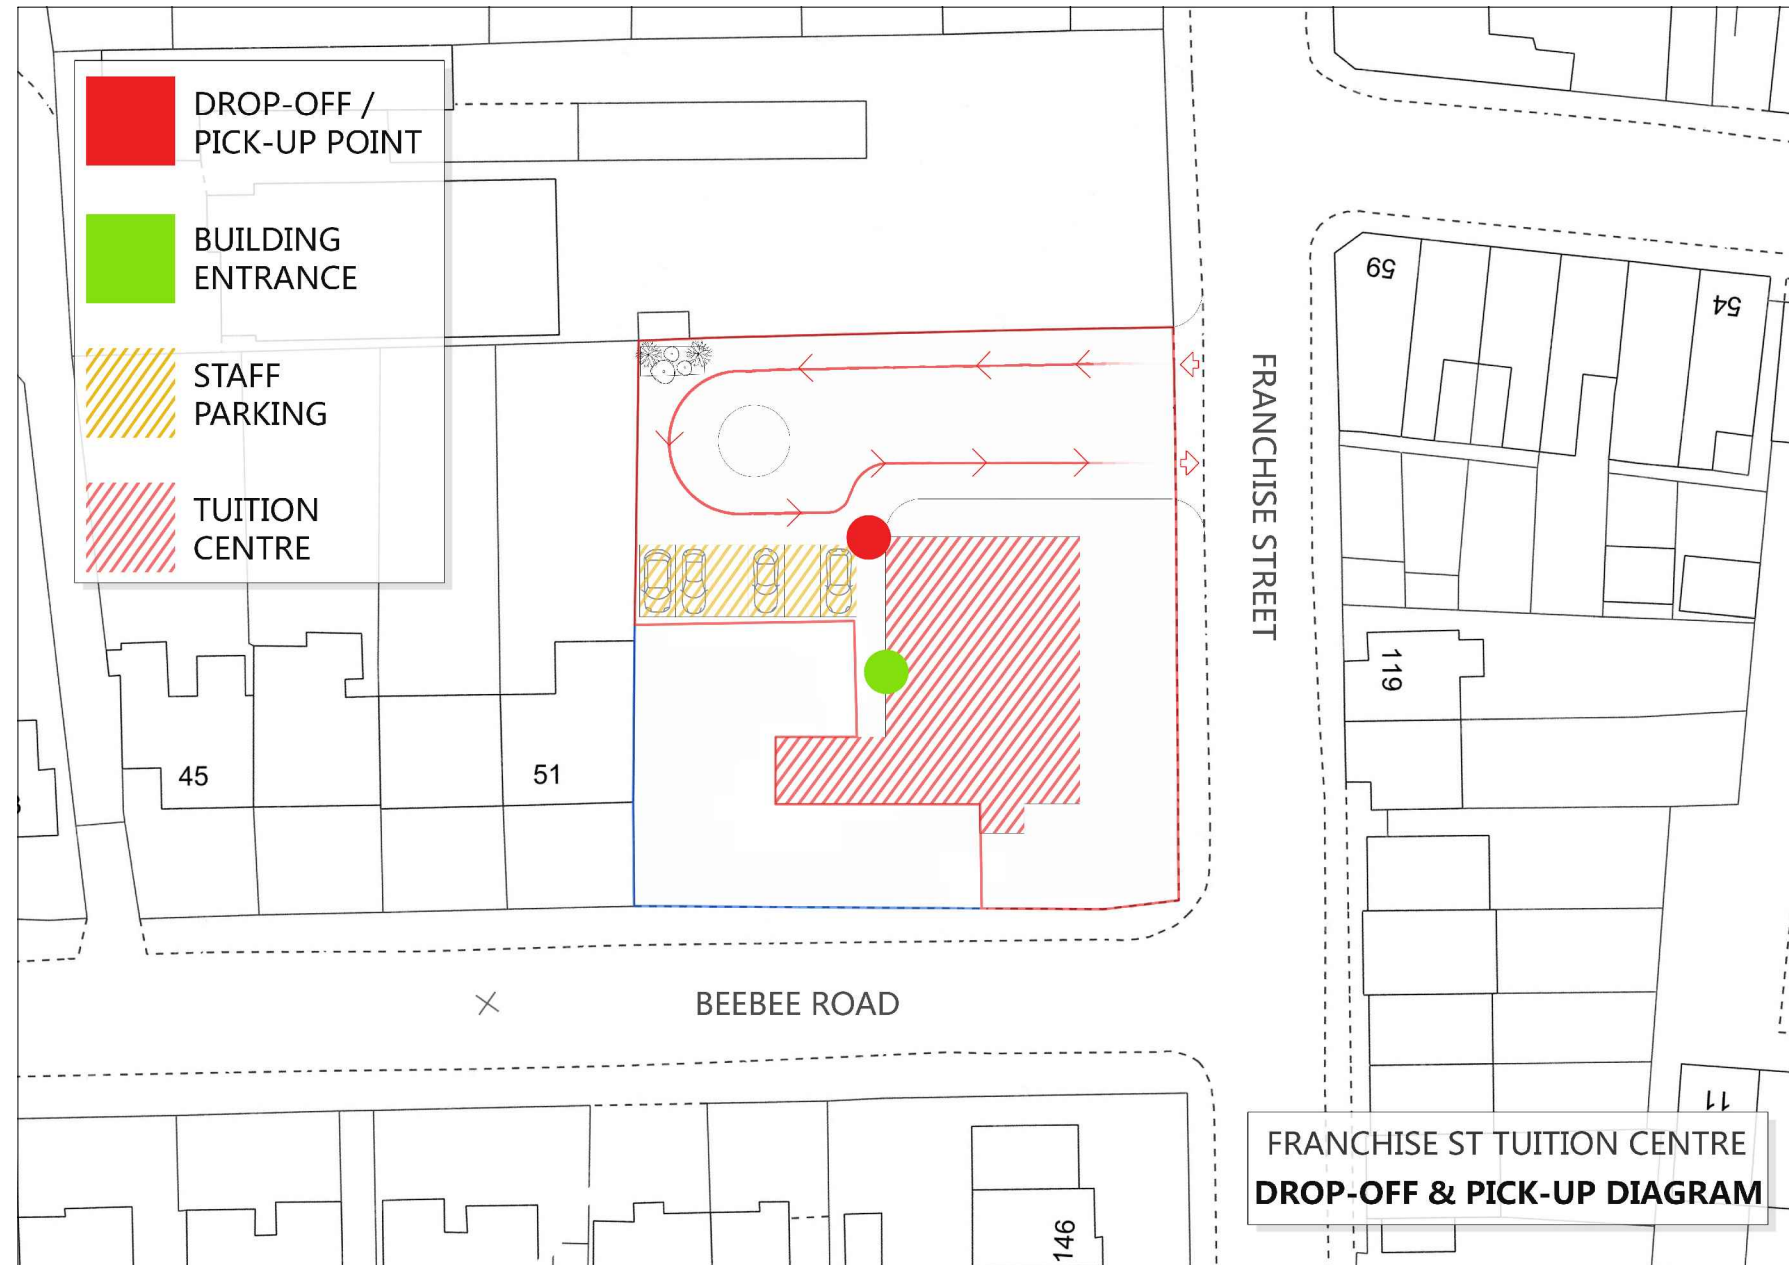 DROP-OFF /
PICK-UP POINT
BUILDING
ENTRANCE
STAFF
PARKING
TUITION
CENTRE
59
54
FRANCHISE STREET
119
45
51
BEEBEE ROAD
11
146
FRANCHISE ST TUITION CENTRE
DROP-OFF & PICK-UP DIAGRAM